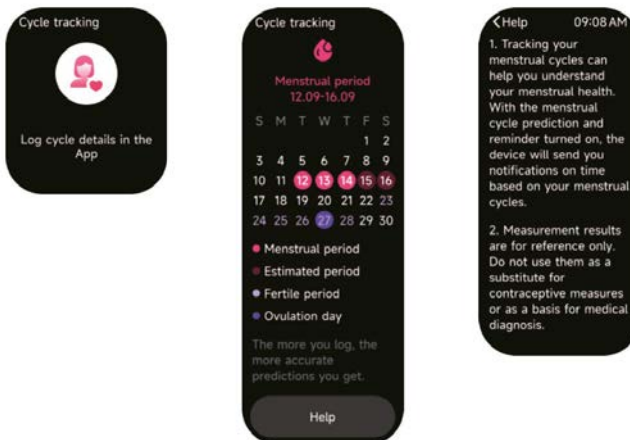 Cycle tracking
Log cycle details in the
App
Cycle tracking
Menstrual period
12.09-16.09
S M T W T F S
1 2
3 4 5 6 7 8 9
10 11 12 13 14 15 16
17 18 19 20 21 22 23
24 25 26 27 28 29 30
Menstrual period
Estimated period
Fertile period
Ovulation day
The more you log, the
more accurate
predictions you get.
Help
<Help 09:08 AM
1. Tracking your
menstrual cycles can
help you understand
your menstrual health.
With the menstrual
cycle prediction and
reminder turned on, the
device will send you
notifications on time
based on your menstrual
cycles.
2. Measurement results
are for reference only.
Do not use them as a
substitute for
contraceptive measures
or as a basis for medical
diagnosis.